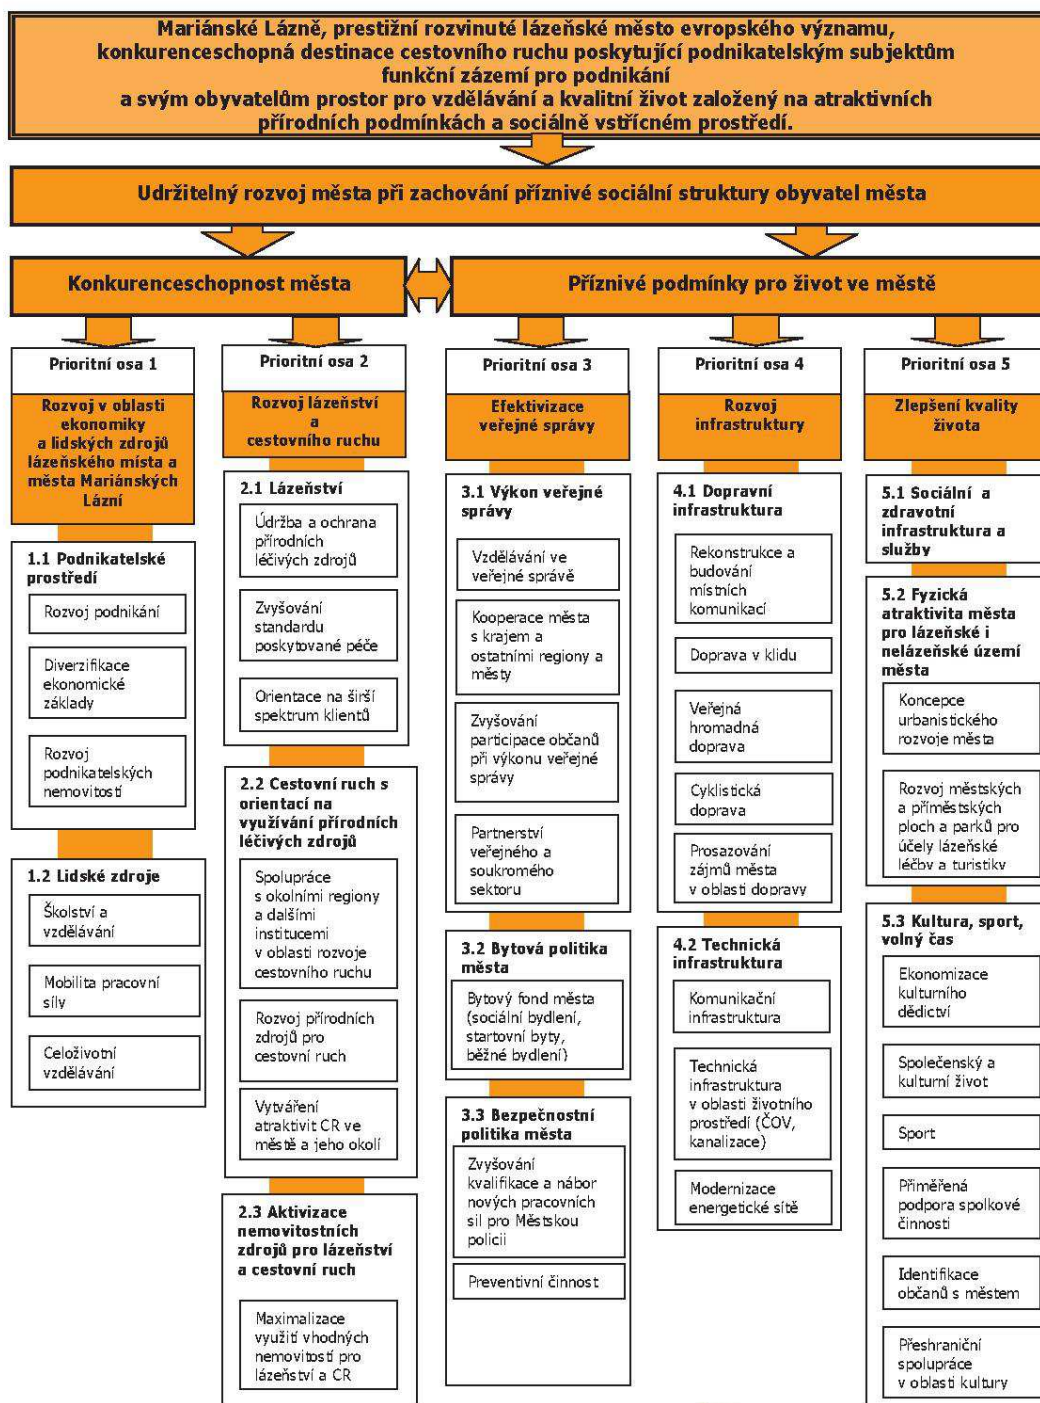 Mariánské Lázně, prestižní rozvinuté lázeňské město evropského významu,
konkurenceschopná destinace cestovního ruchu poskytující podnikatelským subjektům
funkční zázemí pro podnikání
a svým obyvatelům prostor pro vzdělávání a kvalitní život založený na atraktivních
přírodních podmínkách a sociálně vstřícném prostředí.
Udržitelný rozvoj města při zachování příznivé sociální struktury obyvatel města
Konkurenceschopnost města
Příznivé podmínky pro život ve městě
Prioritní osa 1
Rozvoj v oblasti
ekonomiky
a lidských zdrojů
lázeňského místa a
města Mariánských
Lázní
1.1 Podnikatelské
prostředí
Rozvoj podnikání
Diverzifikace
ekonomické
základy
Rozvoj
podnikatelských
nemovitostí
1.2 Lidské zdroje
Školství a
vzdělávání
Mobilita pracovní
síly
Celoživotní
vzdělávání
Prioritní osa 2
Rozvoj lázeňství
a
cestovního ruchu
2.1 Lázeňství
Údržba a ochrana
přírodních
léčivých zdrojů
Zvyšování
standardu
poskytované péče
Orientace na širší
spektrum klientů
2.2 Cestovní ruch s
orientací na
využívání přírodních
léčivých zdrojů
Spolupráce
s okolními regiony
a dalšími
institucemi
v oblasti rozvoje
cestovního ruchu
Rozvoj přírodních
zdrojů pro
cestovní ruch
Vytváření
atraktivit CR ve
městě a jeho okolí
2.3 Aktivizace
nemovitostních
zdrojů pro lázeňství
a cestovní ruch
Maximalizace
využití vhodných
nemovitostí pro
lázeňství a CR
Prioritní osa 3
Efektivizace
veřejné správy
3.1 Výkon veřejné
správy
Vzdělávání ve
veřejné správě
Kooperace města
s krajem a
ostatními regiony a
městy
Zvyšování
participace občanů
při výkonu veřejné
správy
Partnerství
veřejného a
soukromého
sektoru
3.2 Bytová politika
města
Bytový fond města
(sociální bydlení,
startovní byty,
běžné bydlení)
3.3 Bezpečnostní
politika města
Zvyšování
kvalifikace a nábor
nových pracovních
sil pro Městskou
policii
Preventivní činnost
Prioritní osa 4
Rozvoj
infrastruktury
4.1 Dopravní
infrastruktura
Rekonstrukce a
budování
místních
komunikací
Doprava v klidu
Veřejná
hromadná
doprava
Cyklistická
doprava
Prosazování
zájmů města
v oblasti dopravy
4.2 Technická
infrastruktura
Komunikační
infrastruktura
Technická
infrastruktura
v oblasti životního
prostředí (ČOV,
kanalizace)
Modernizace
energetické sítě
Prioritní osa 5
Zlepšení kvality
života
5.1 Sociální a
zdravotní
infrastruktura a
služby
5.2 Fyzická
atraktivita města
pro lázeňské i
nelázeňské území
města
Koncepce
urbanistického
rozvoje města
Rozvoj městských
a příměstských
ploch a parků pro
účely lázeňské
léčby a turistiky
5.3 Kultura, sport,
volný čas
Ekonomizace
kulturního
dědictví
Společenský a
kulturní život
Sport
Přiměřená
podpora spolkové
činnosti
Identifikace
občanů s městem
Přeshraniční
spolupráce
v oblasti kultury